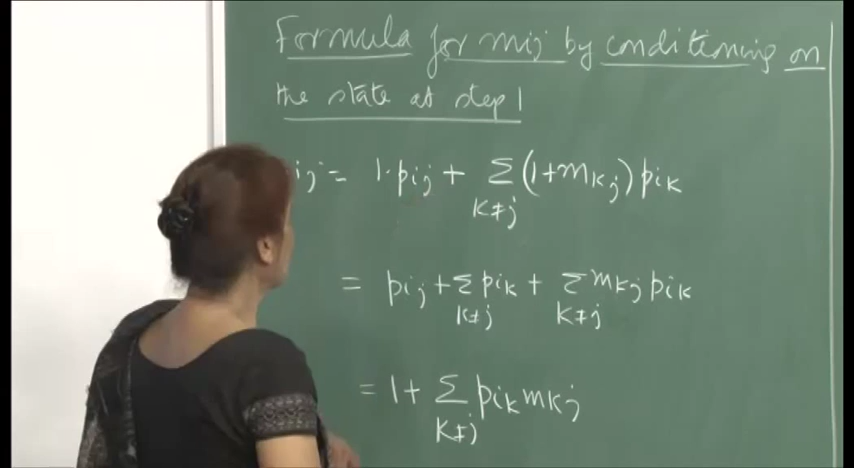 Formula for mij by conditioning on
the state at step 1
ij = 1·pij + Σ (1+mkj) pik
k≠j
= pij + Σ pik + Σ mkj pik
k≠j k≠j
= 1 + Σ pik mkj
k≠j